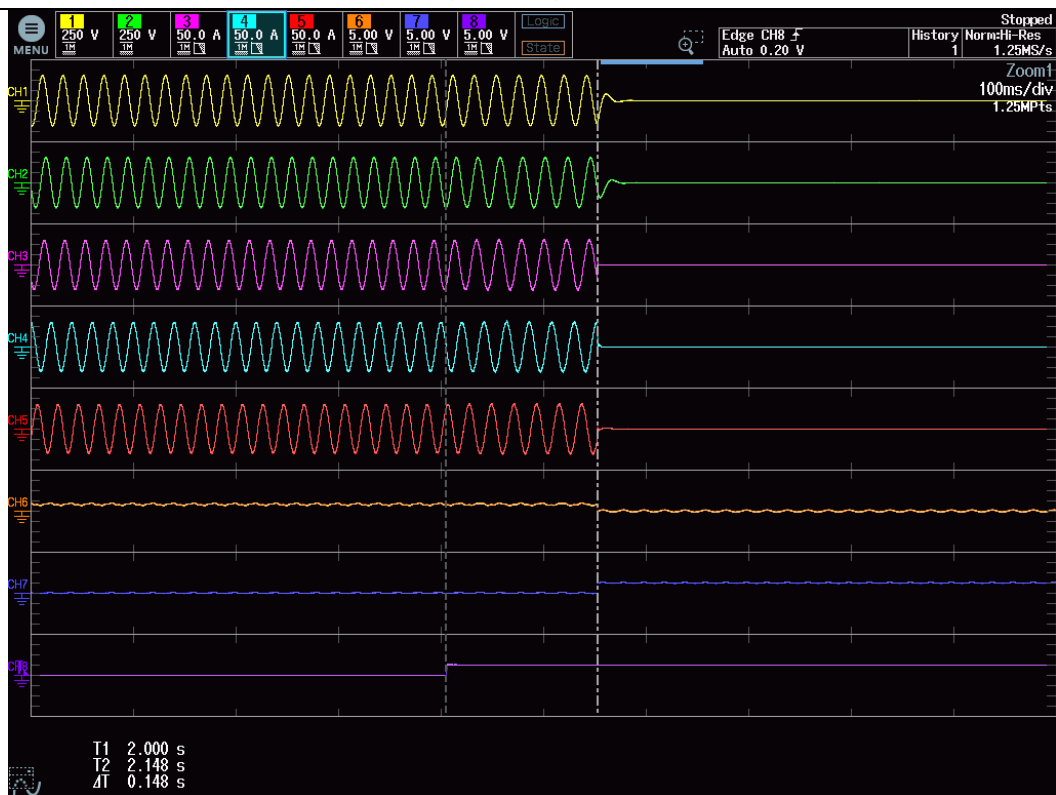 MENU
1 250 V 1M
2 250 V 1M
3 50.0 A 1M
4 50.0 A 1M
5 50.0 A 1M
6 5.00 V 1M
7 5.00 V 1M
8 5.00 V 1M
Logic
State
Edge CH8
Auto 0.20 V
Stopped
History
1
Norm:Hi-Res
1.25MS/s
Zoom1
100ms/div
1.25MPts
CH1
CH2
CH3
CH4
CH5
CH6
CH7
CH8
T1 2.000 s
T2 2.148 s
ΔT 0.148 s